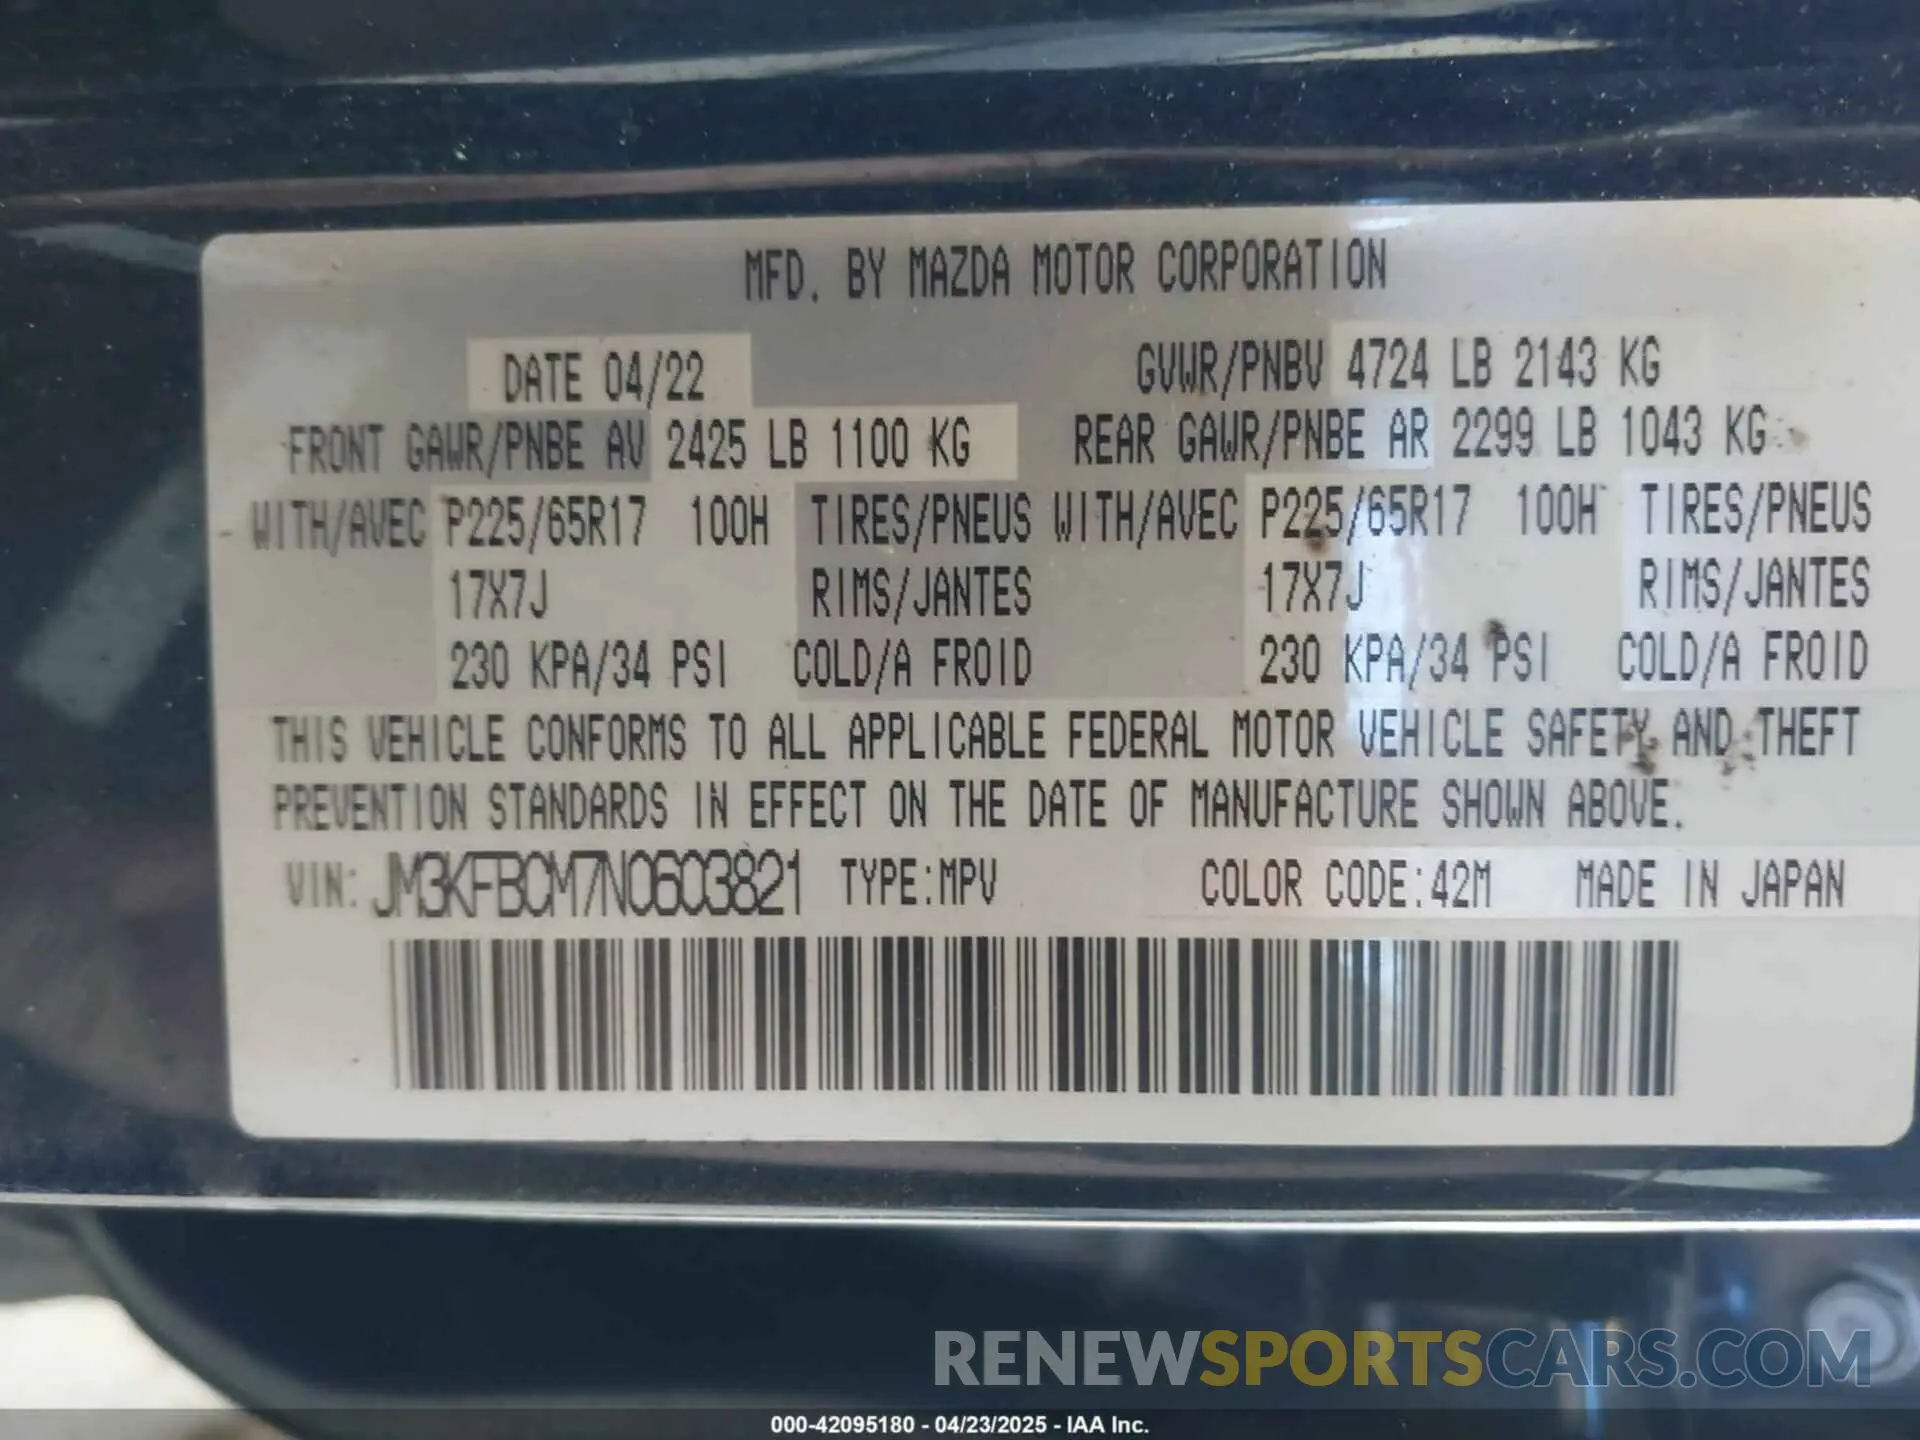 MFD. BY MAZDA MOTOR CORPORATION
DATE 04/22 GVWR/PNBV 4724 LB 2143 KG
FRONT GAWR/PNBE AV 2425 LB 1100 KG REAR GAWR/PNBE AR 2299 LB 1043 KG
WITH/AVEC P225/65R17 100H TIRES/PNEUS WITH/AVEC P225/65R17 100H TIRES/PNEUS
17X7J RIMS/JANTES 17X7J RIMS/JANTES
230 KPA/34 PSI COLD/A FROID 230 KPA/34 PSI COLD/A FROID
THIS VEHICLE CONFORMS TO ALL APPLICABLE FEDERAL MOTOR VEHICLE SAFETY AND THEFT
PREVENTION STANDARDS IN EFFECT ON THE DATE OF MANUFACTURE SHOWN ABOVE.
VIN: JM3KFBCM7N0603821 TYPE:MPV COLOR CODE:42M MADE IN JAPAN
RENEWSPORTSCARS.COM
000-42095180 - 04/23/2025 - IAA Inc.